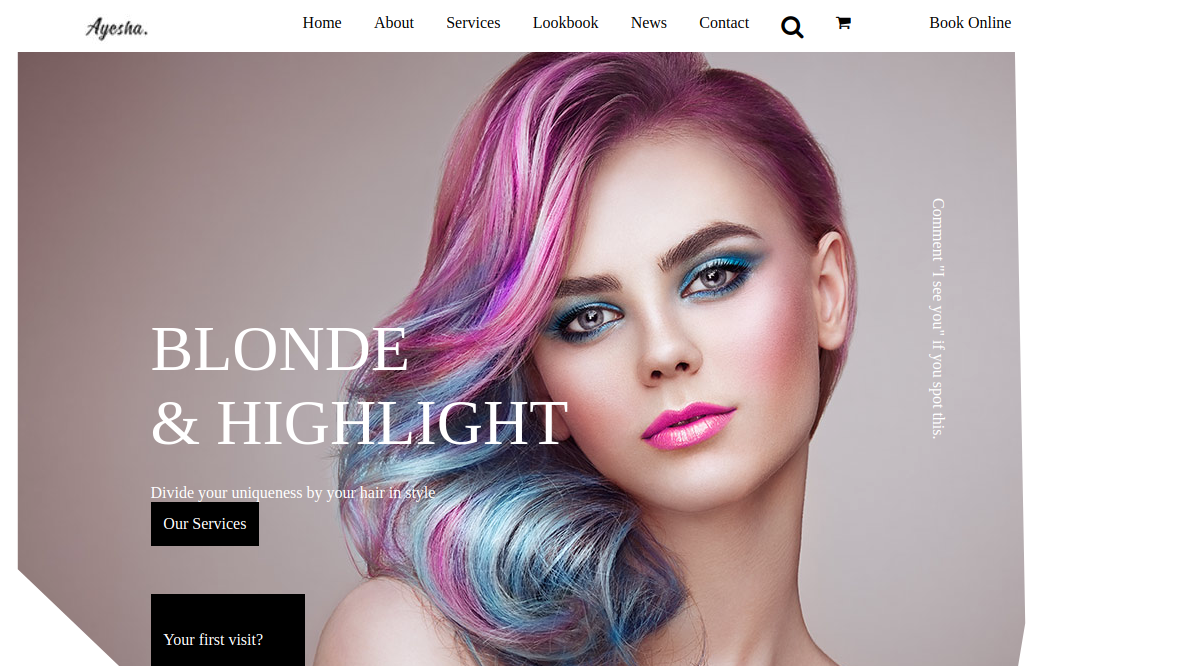 Ayesha.
Home About Services Lookbook News Contact Book Online
Comment "I see you" if you spot this.
BLONDE
& HIGHLIGHT
Divide your uniqueness by your hair in style
Our Services
Your first visit?